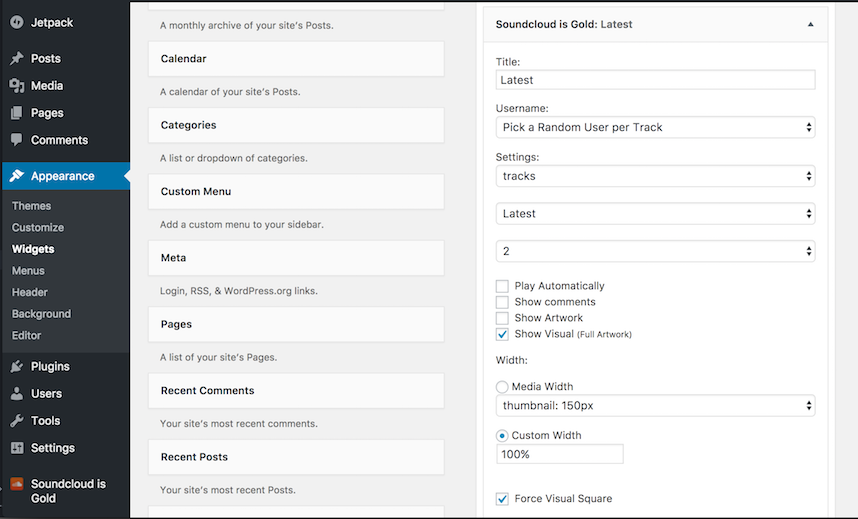 Jetpack
Posts
Media
Pages
Comments
Appearance
Themes
Customize
Widgets
Menus
Header
Background
Editor
Plugins
Users
Tools
Settings
Soundcloud is
Gold
A monthly archive of your site's Posts.
Calendar
A calendar of your site's Posts.
Categories
A list or dropdown of categories.
Custom Menu
Add a custom menu to your sidebar.
Meta
Login, RSS, & WordPress.org links.
Pages
A list of your site's Pages.
Recent Comments
Your site's most recent comments.
Recent Posts
Your site's most recent Posts.
Soundcloud is Gold: Latest
Title:
Latest
Username:
Pick a Random User per Track
Settings:
tracks
Latest
2
Play Automatically
Show comments
Show Artwork
Show Visual (Full Artwork)
Width:
Media Width
thumbnail: 150px
Custom Width
100%
Force Visual Square